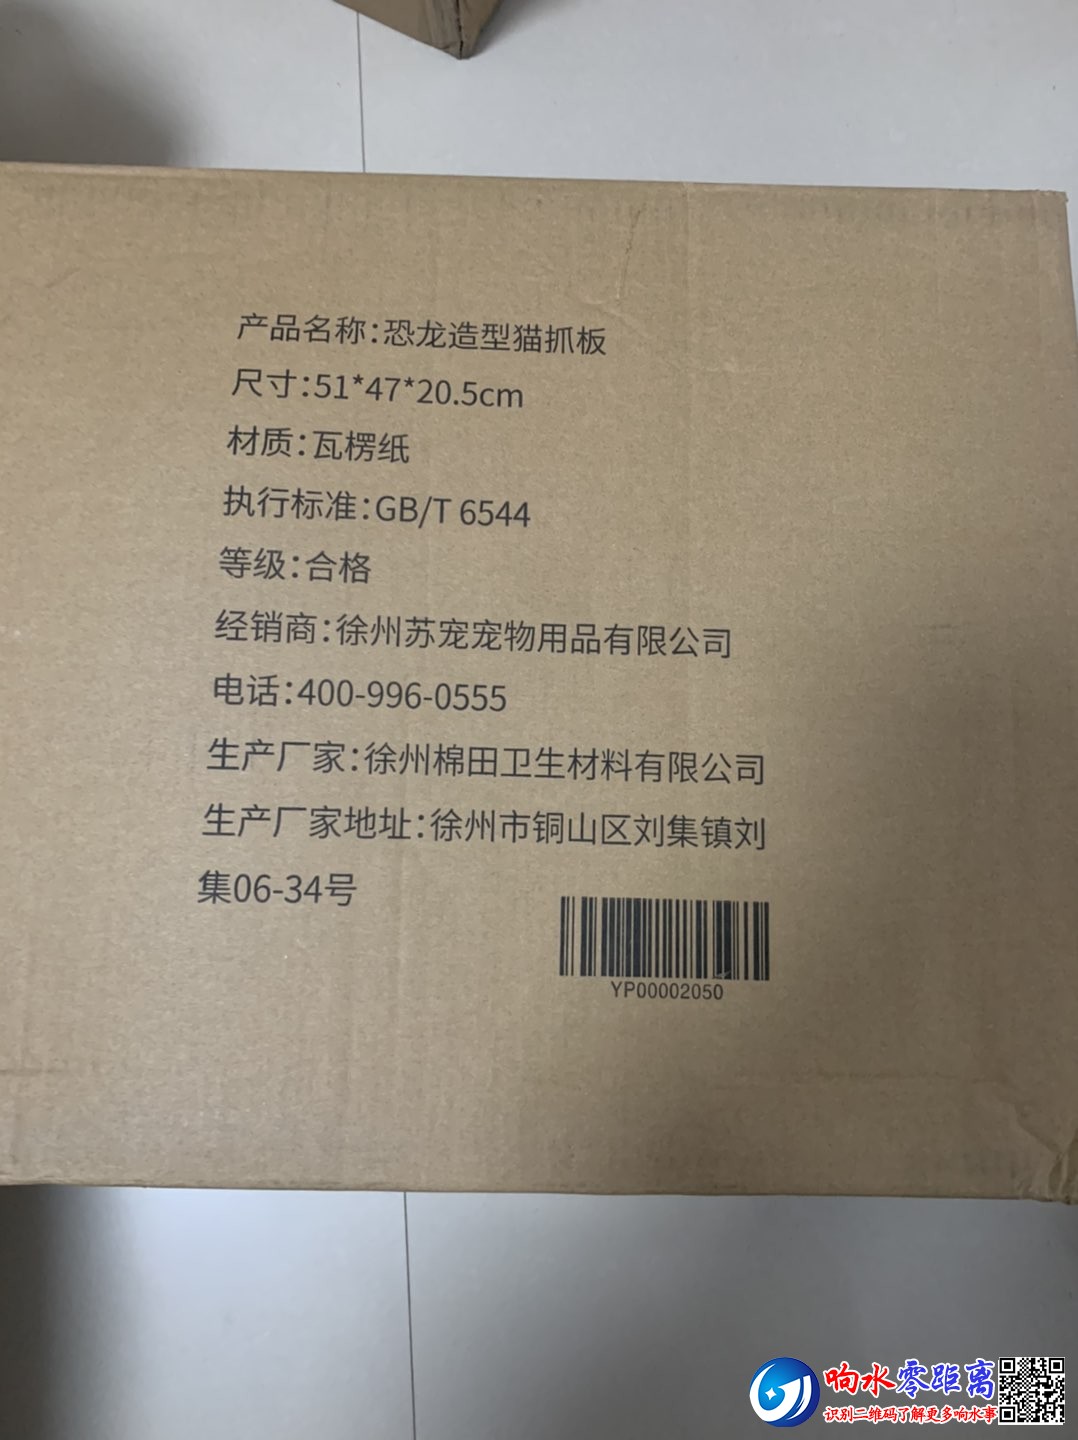 产品名称：恐龙造型猫抓板
尺寸：51*47*20.5cm
材质：瓦楞纸
执行标准：GB/T 6544
等级：合格
经销商：徐州苏宠宠物用品有限公司
电话：400-996-0555
生产厂家：徐州棉田卫生材料有限公司
生产厂家地址：徐州市铜山区刘集镇刘
集06-34号
YP00002050
响水零距离
识别二维码了解更多响水事